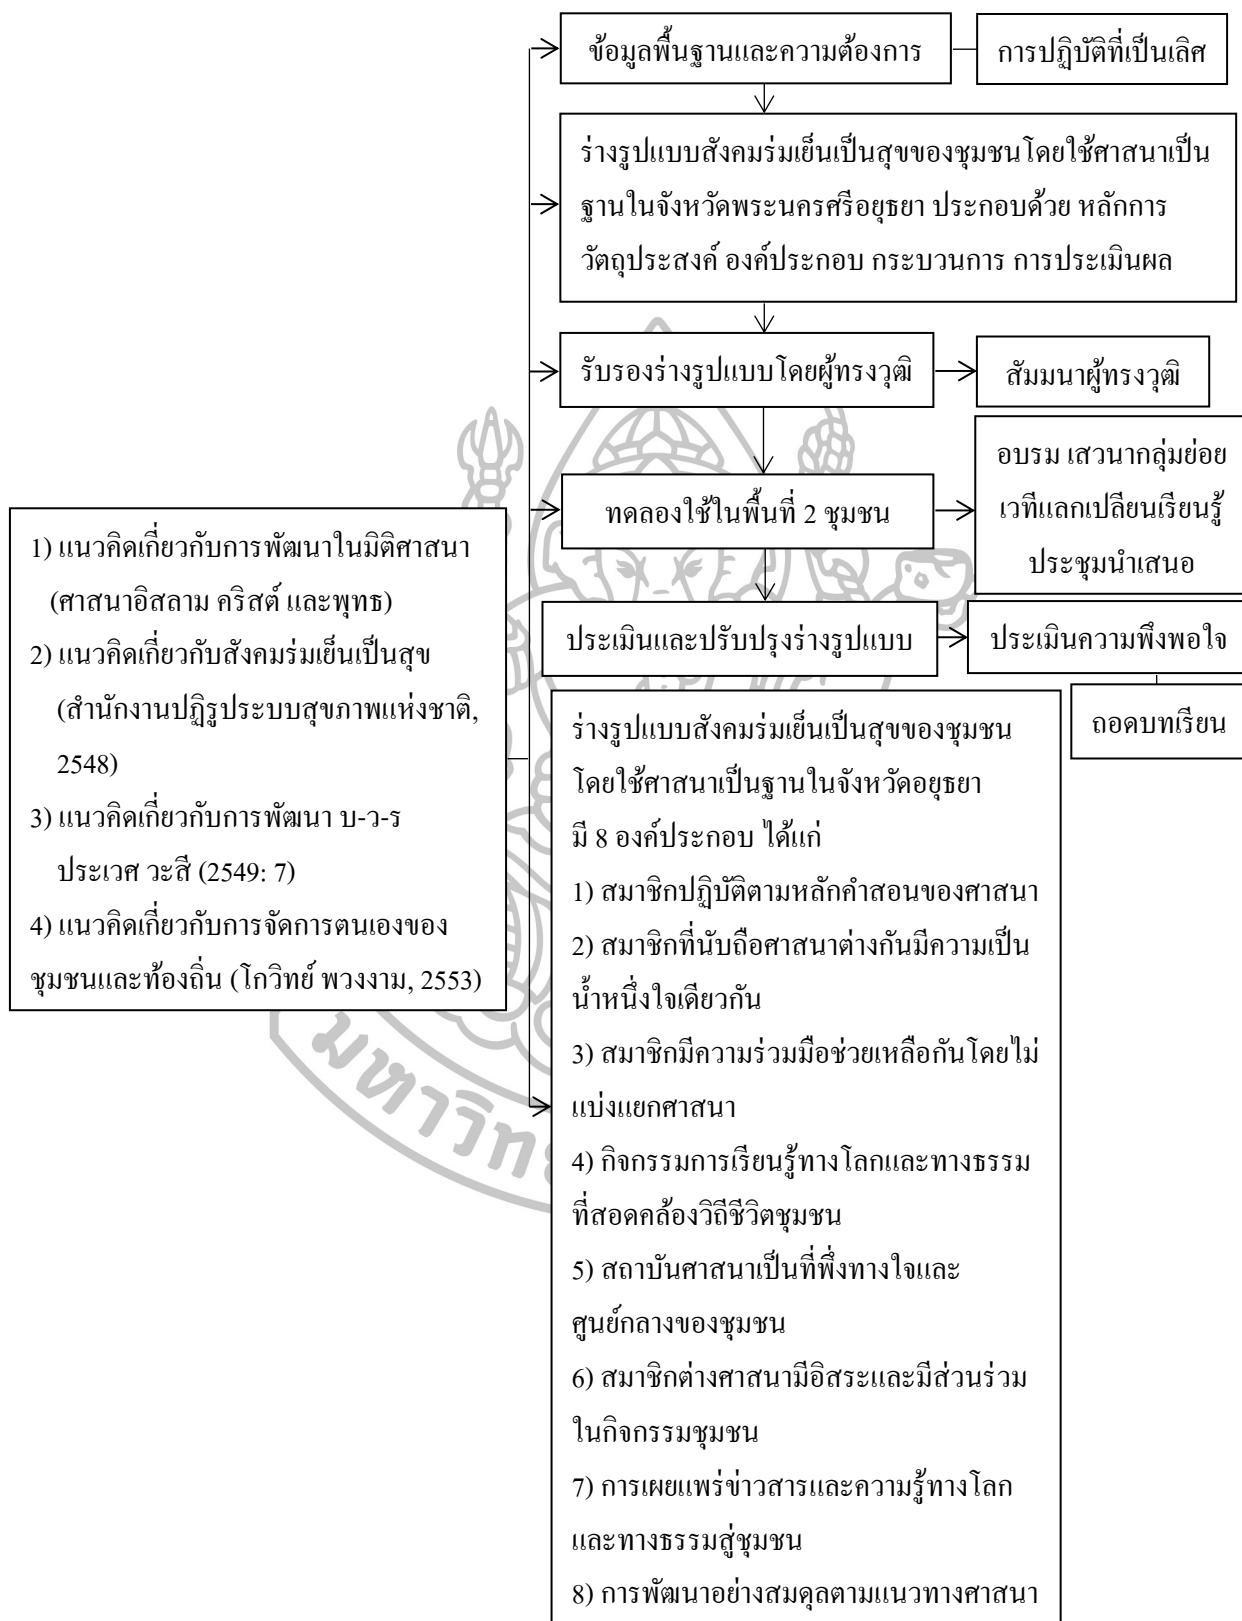 ข้อมูลพื้นฐานและความต้องการ
การปฏิบัติที่เป็นเลิศ
ร่างรูปแบบสังคมร่มเย็นเป็นสุขของชุมชนโดยใช้ศาสนาเป็น
ฐานในจังหวัดพระนครศรีอยุธยา ประกอบด้วย หลักการ
วัตถุประสงค์ องค์ประกอบ กระบวนการ การประเมินผล
รับรองร่างรูปแบบโดยผู้ทรงวุฒิ
สัมมนาผู้ทรงวุฒิ
ทดลองใช้ในพื้นที่ 2 ชุมชน
อบรม เสวนากลุ่มย่อย
เวทีแลกเปลี่ยนเรียนรู้
ประชุมนำเสนอ
ประเมินและปรับปรุงร่างรูปแบบ
ประเมินความพึงพอใจ
ถอดบทเรียน
1) แนวคิดเกี่ยวกับการพัฒนาในมิติศาสนา
(ศาสนาอิสลาม คริสต์ และพุทธ)
2) แนวคิดเกี่ยวกับสังคมร่มเย็นเป็นสุข
(สำนักงานปฏิรูประบบสุขภาพแห่งชาติ,
2548)
3) แนวคิดเกี่ยวกับการพัฒนา บ-ว-ร
ประเวศ วะสี (2549: 7)
4) แนวคิดเกี่ยวกับการจัดการตนเองของ
ชุมชนและท้องถิ่น (โกวิทย์ พวงงาม, 2553)
ร่างรูปแบบสังคมร่มเย็นเป็นสุขของชุมชน
โดยใช้ศาสนาเป็นฐานในจังหวัดอยุธยา
มี 8 องค์ประกอบ ได้แก่
1) สมาชิกปฏิบัติตามหลักคำสอนของศาสนา
2) สมาชิกที่นับถือศาสนาต่างกันมีความเป็น
น้ำหนึ่งใจเดียวกัน
3) สมาชิกมีความร่วมมือช่วยเหลือกันโดยไม่
แบ่งแยกศาสนา
4) กิจกรรมการเรียนรู้ทางโลกและทางธรรม
ที่สอดคล้องวิถีชีวิตชุมชน
5) สถาบันศาสนาเป็นที่พึ่งทางใจและ
ศูนย์กลางของชุมชน
6) สมาชิกต่างศาสนามีอิสระและมีส่วนร่วม
ในกิจกรรมชุมชน
7) การเผยแพร่ข่าวสารและความรู้ทางโลก
และทางธรรมสู่ชุมชน
8) การพัฒนาอย่างสมดุลตามแนวทางศาสนา